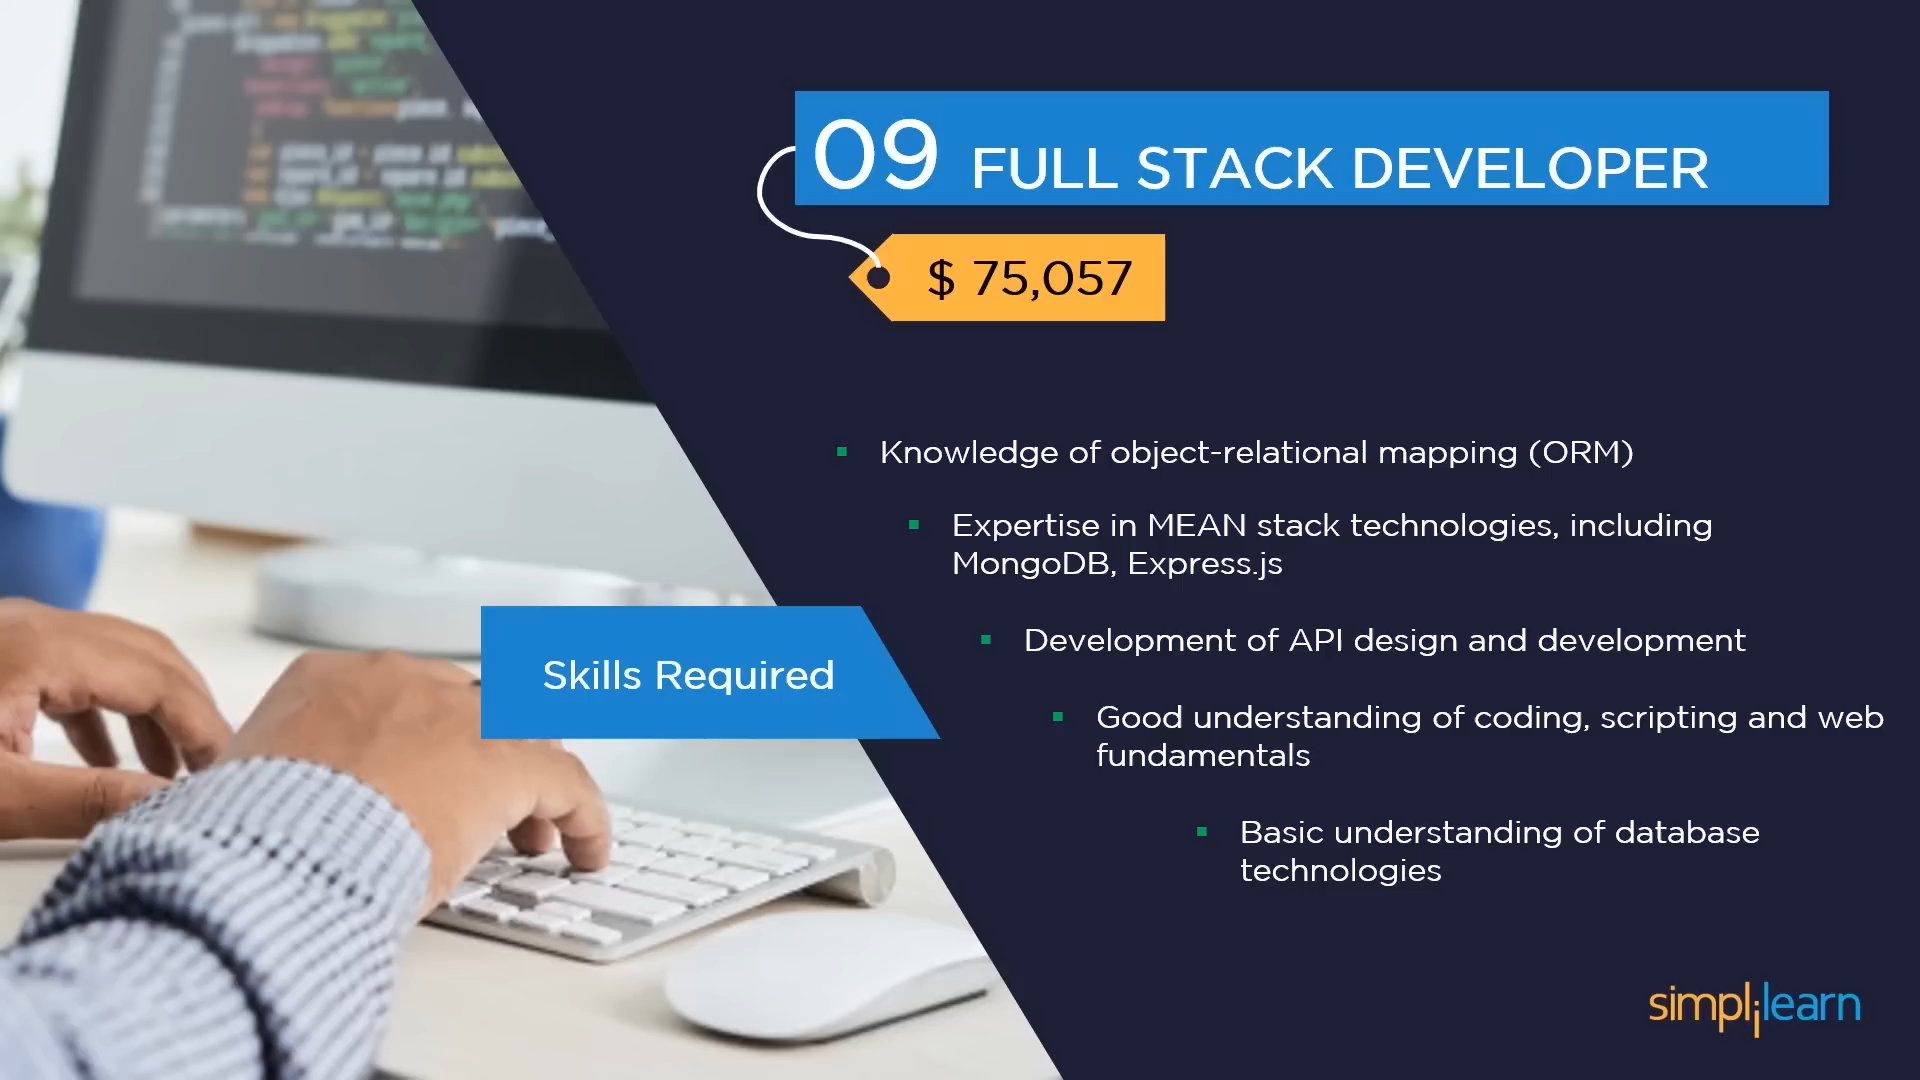 09 FULL STACK DEVELOPER
$ 75,057
Knowledge of object-relational mapping (ORM)
Expertise in MEAN stack technologies, including
MongoDB, Express.js
Development of API design and development
Skills Required
Good understanding of coding, scripting and web
fundamentals
Basic understanding of database
technologies
simplilearn